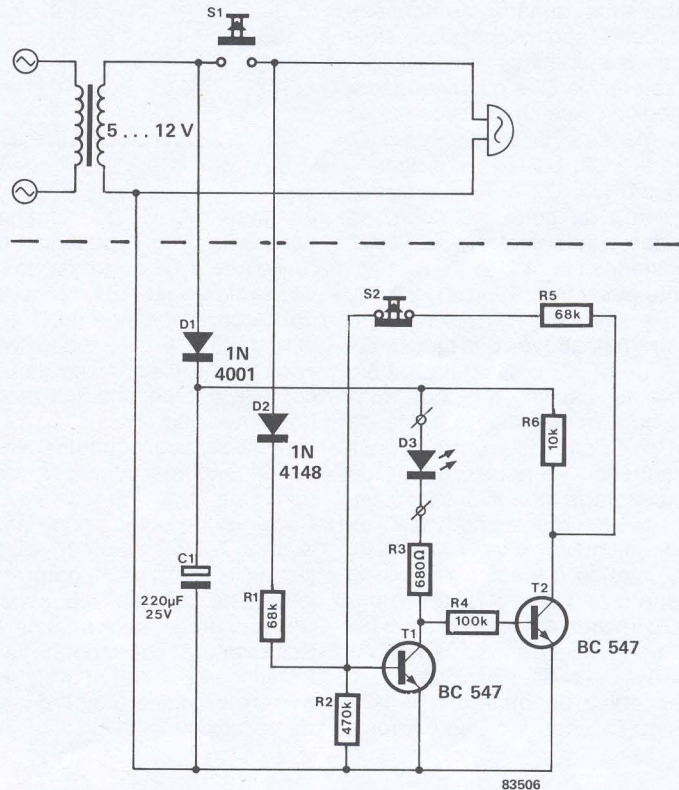 S1
5 . . . 12 V
S2
R5
68k
D1
1N
4001
D2
1N
4148
D3
R6
10k
C1
220µF
25V
R1
68k
R3
680Ω
R4
100k
T1
BC 547
T2
BC 547
R2
470k
83506